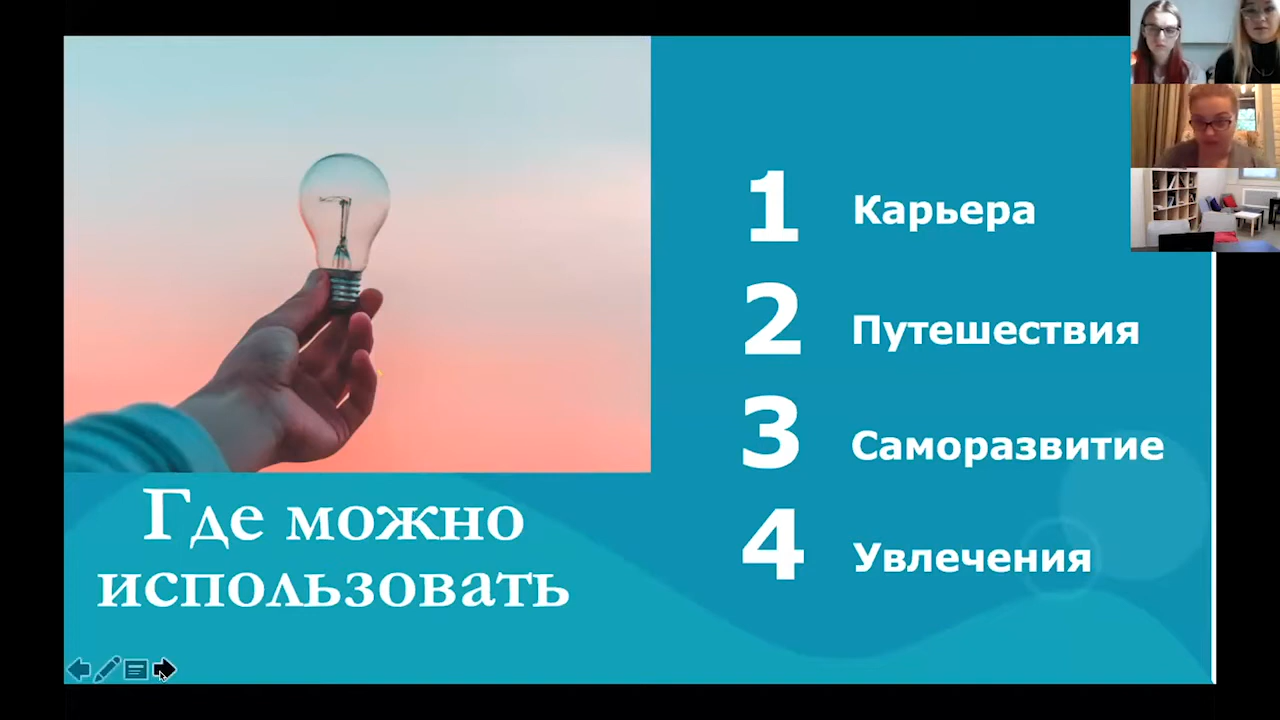 Где можно
использовать
1 Карьера
2 Путешествия
3 Саморазвитие
4 Увлечения